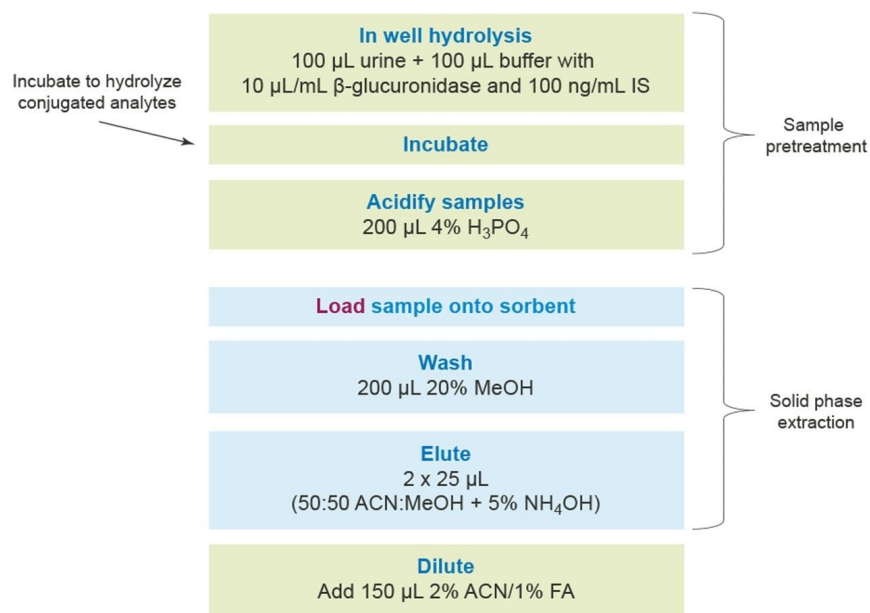 In well hydrolysis
100 µL urine + 100 µL buffer with
10 µL/mL β-glucuronidase and 100 ng/mL IS
Incubate to hydrolyze
conjugated analytes
Incubate
Sample
pretreatment
Acidify samples
200 µL 4% H₃PO₄
Load sample onto sorbent
Wash
200 µL 20% MeOH
Solid phase
extraction
Elute
2 x 25 µL
(50:50 ACN:MeOH + 5% NH₄OH)
Dilute
Add 150 µL 2% ACN/1% FA